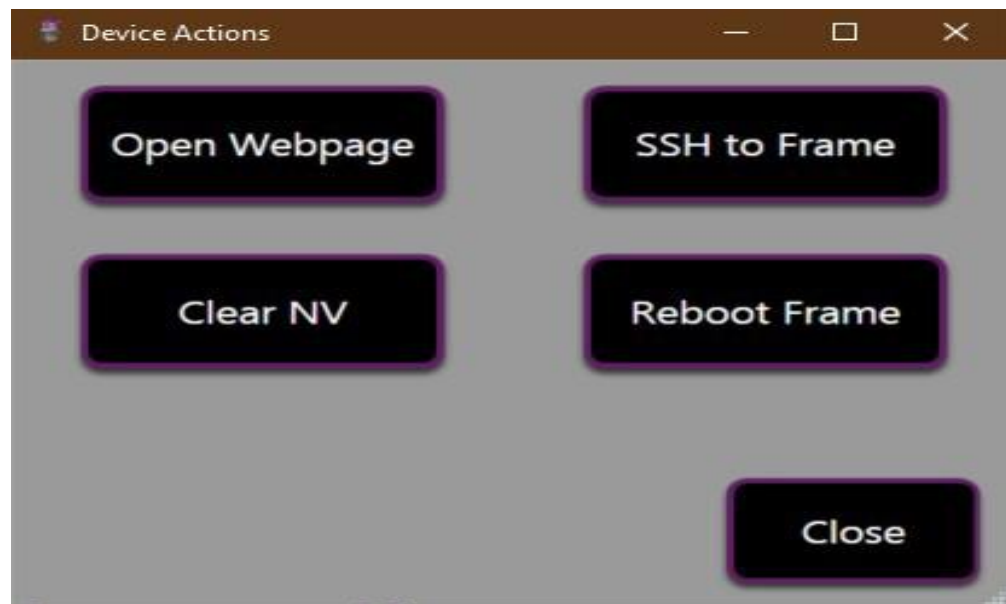 Device Actions
Open Webpage
SSH to Frame
Clear NV
Reboot Frame
Close